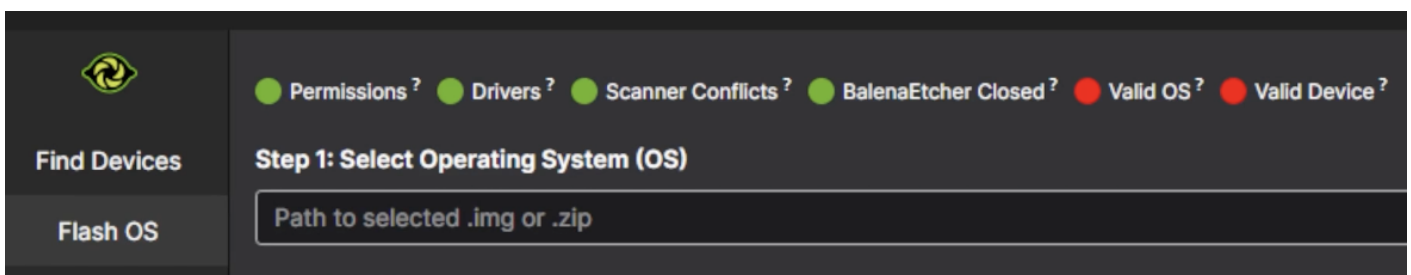 Permissions ? Drivers ? Scanner Conflicts ? BalenaEtcher Closed ? Valid OS ? Valid Device ?
Find Devices
Step 1: Select Operating System (OS)
Path to selected .img or .zip
Flash OS